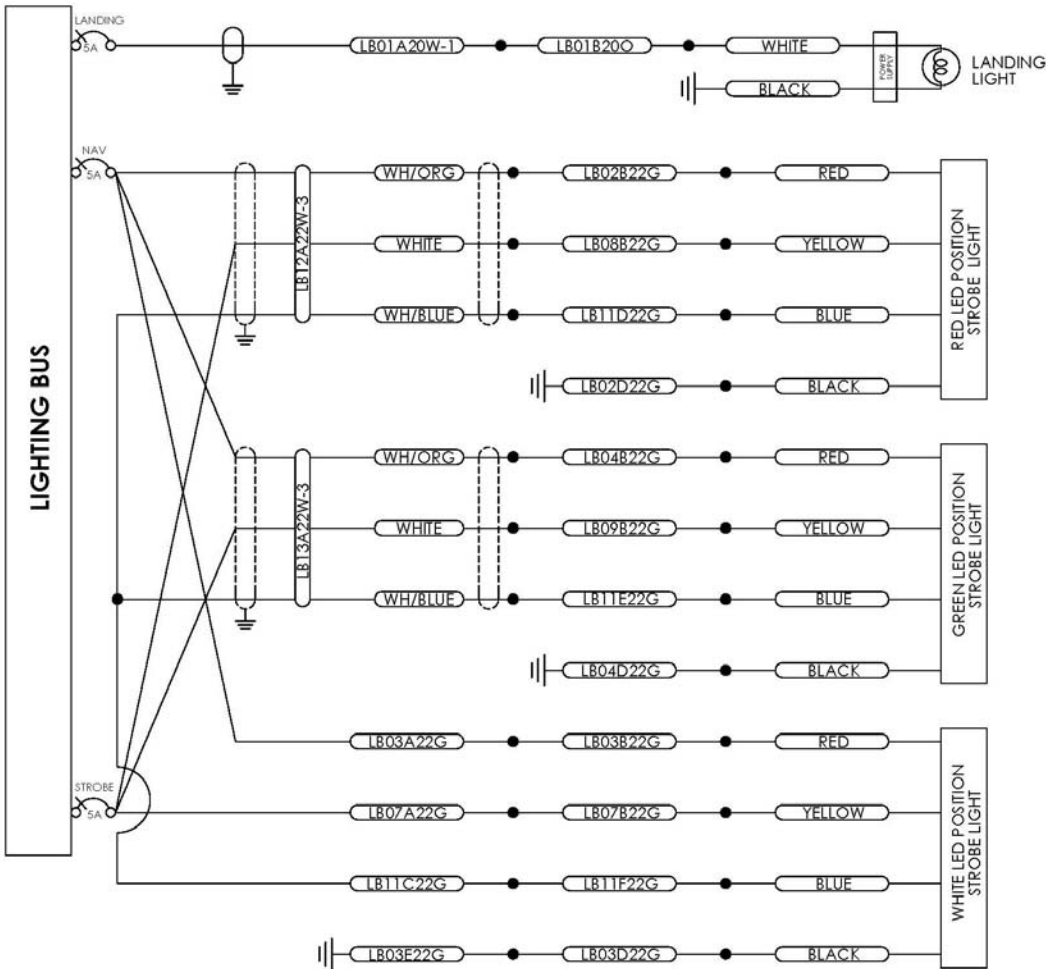 LANDING
5A
LB01A20W-1
LB01B20O
WHITE
POWER
SUPPLY
LANDING
LIGHT
BLACK
NAV
5A
WH/ORG
LB02B22G
RED
LB12A22W-3
WHITE
LB08B22G
YELLOW
WH/BLUE
LB11D22G
BLUE
LB02D22G
BLACK
RED LED POSITION
STROBE LIGHT
LIGHTING BUS
WH/ORG
LB04B22G
RED
LB13A22W-3
WHITE
LB09B22G
YELLOW
WH/BLUE
LB11E22G
BLUE
LB04D22G
BLACK
GREEN LED POSITION
STROBE LIGHT
LB03A22G
LB03B22G
RED
STROBE
5A
LB07A22G
LB07B22G
YELLOW
LB11C22G
LB11F22G
BLUE
LB03E22G
LB03D22G
BLACK
WHITE LED POSITION
STROBE LIGHT